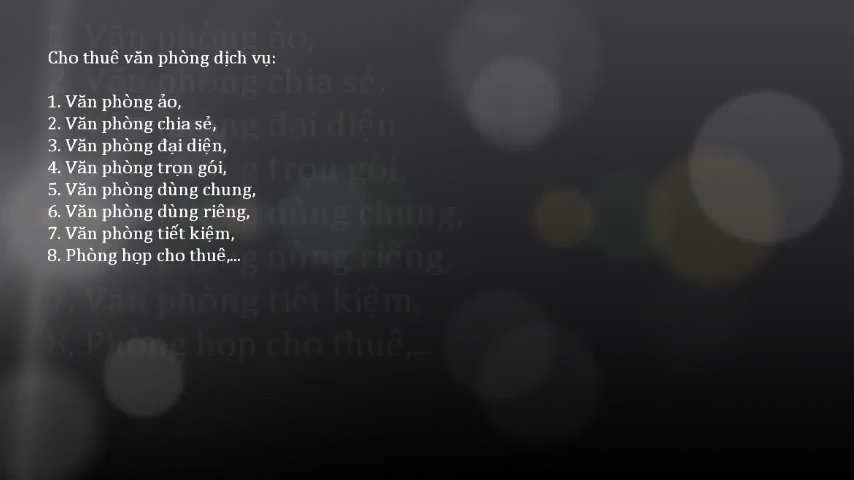 Cho thuê văn phòng dịch vụ:
1. Văn phòng ảo,
2. Văn phòng chia sẻ,
3. Văn phòng đại diện,
4. Văn phòng trọn gói,
5. Văn phòng dùng chung,
6. Văn phòng dùng riêng,
7. Văn phòng tiết kiệm,
8. Phòng họp cho thuê,...